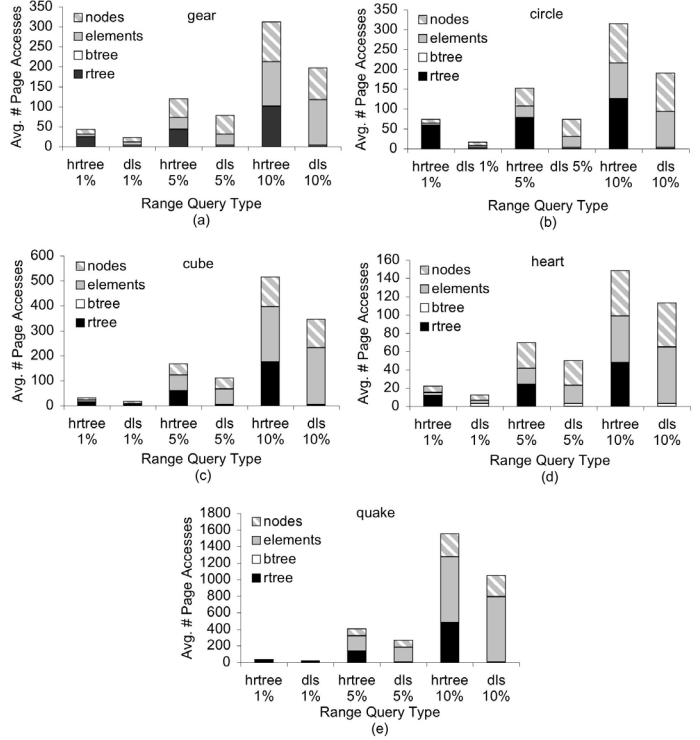 gear
350
300
250
200
150
100
50
0
Avg. # Page Accesses
nodes
elements
btree
rtree
hrtree dls hrtree dls hrtree dls
1% 1% 5% 5% 10% 10%
Range Query Type
(a)
circle
350
300
250
200
150
100
50
0
Avg. # Page Accesses
nodes
elements
btree
rtree
hrtree dls 1% hrtree dls 5% hrtree dls
1% 5% 10% 10%
Range Query Type
(b)
cube
600
500
400
300
200
100
0
Avg. # Page Accesses
nodes
elements
btree
rtree
hrtree dls hrtree dls hrtree dls
1% 1% 5% 5% 10% 10%
Range Query Type
(c)
heart
160
140
120
100
80
60
40
20
0
Avg. # Page Accesses
nodes
elements
btree
rtree
hrtree dls hrtree dls hrtree dls
1% 1% 5% 5% 10% 10%
Range Query Type
(d)
quake
1800
1600
1400
1200
1000
800
600
400
200
0
Avg. # Page Accesses
nodes
elements
btree
rtree
hrtree dls hrtree dls hrtree dls
1% 1% 5% 5% 10% 10%
Range Query Type
(e)